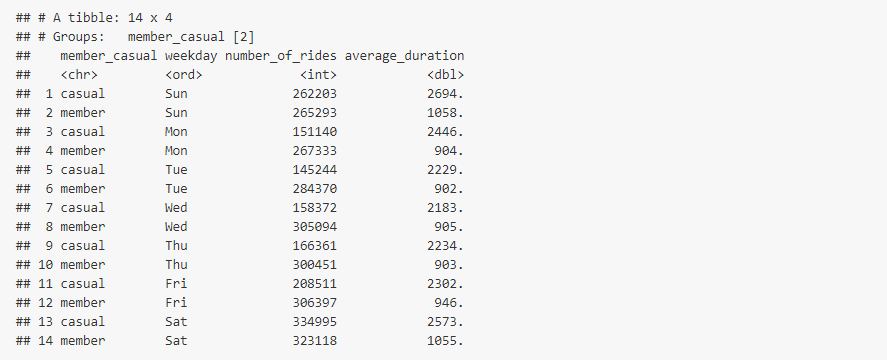 ## # A tibble: 14 x 4
## # Groups:   member_casual [2]
##    member_casual weekday number_of_rides average_duration
##    <chr>         <ord>             <int>            <dbl>
##  1 casual        Sun              262203            2694.
##  2 member        Sun              265293            1058.
##  3 casual        Mon              151140            2446.
##  4 member        Mon              267333             904.
##  5 casual        Tue              145244            2229.
##  6 member        Tue              284370             902.
##  7 casual        Wed              158372            2183.
##  8 member        Wed              305094             905.
##  9 casual        Thu              166361            2234.
## 10 member        Thu              300451             903.
## 11 casual        Fri              208511            2302.
## 12 member        Fri              306397             946.
## 13 casual        Sat              334995            2573.
## 14 member        Sat              323118            1055.